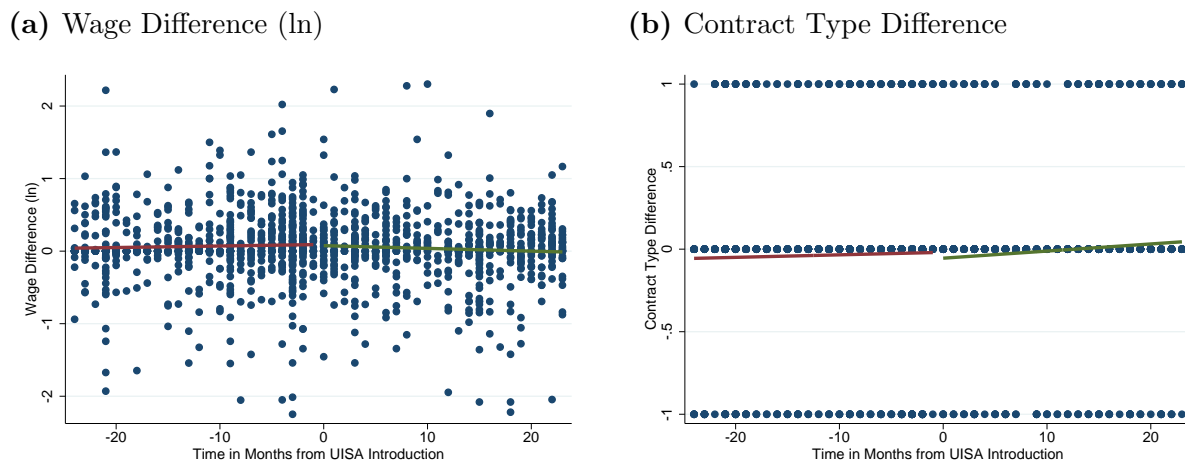 (a) Wage Difference (ln)
Wage Difference (ln)
2
1
0
-1
-2
-20 -10 0 10 20
Time in Months from UISA Introduction
(b) Contract Type Difference
Contract Type Difference
1
.5
0
-.5
-1
-20 -10 0 10 20
Time in Months from UISA Introduction